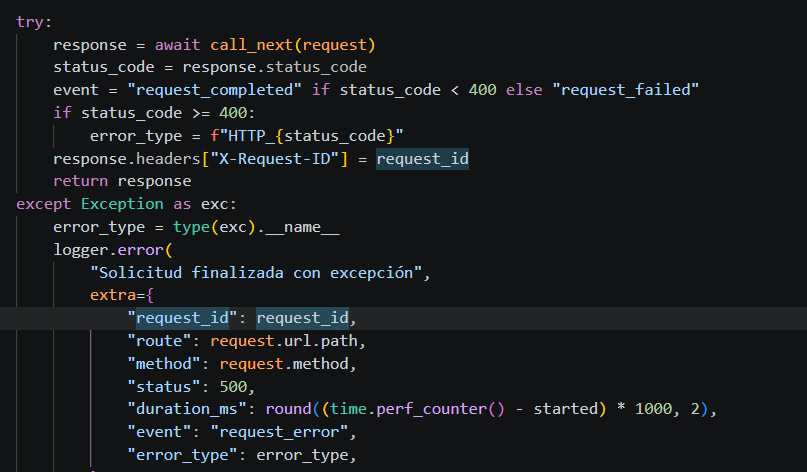 try:
    response = await call_next(request)
    status_code = response.status_code
    event = "request_completed" if status_code < 400 else "request_failed"
    if status_code >= 400:
        error_type = f"HTTP_{status_code}"
    response.headers["X-Request-ID"] = request_id
    return response
except Exception as exc:
    error_type = type(exc).__name__
    logger.error(
        "Solicitud finalizada con excepción",
        extra={
            "request_id": request_id,
            "route": request.url.path,
            "method": request.method,
            "status": 500,
            "duration_ms": round((time.perf_counter() - started) * 1000, 2),
            "event": "request_error",
            "error_type": error_type,